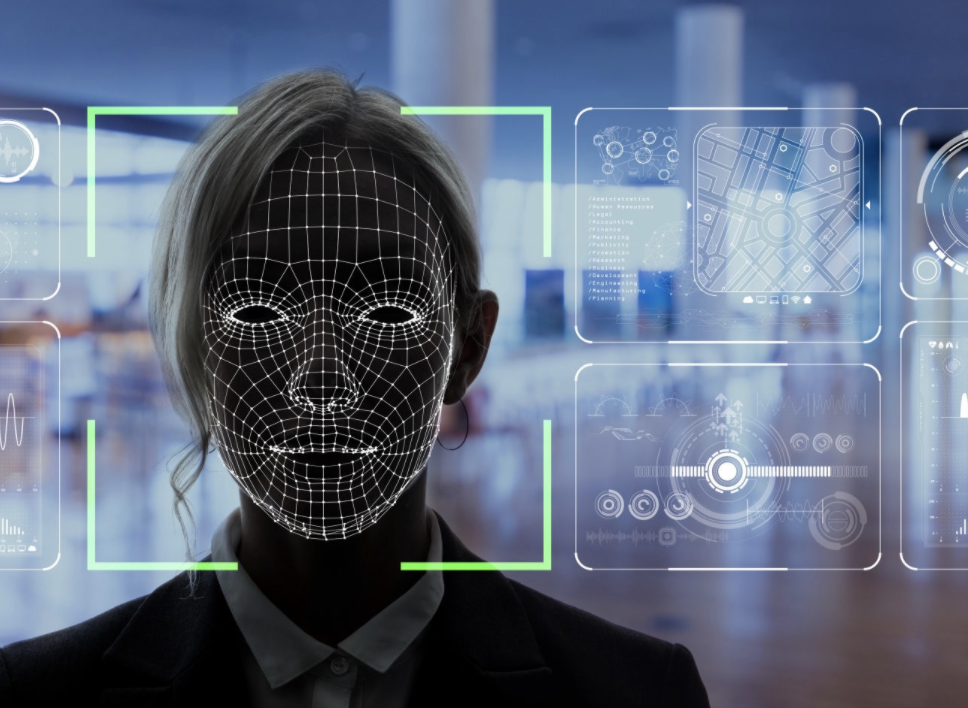 /Administration
/Human Resources
/Legal
/Accounting
/Finance
/Marketing
/Publicity
/Promotion
/Research
/Business
/Development
/Engineering
/Manufacturing
/Planning